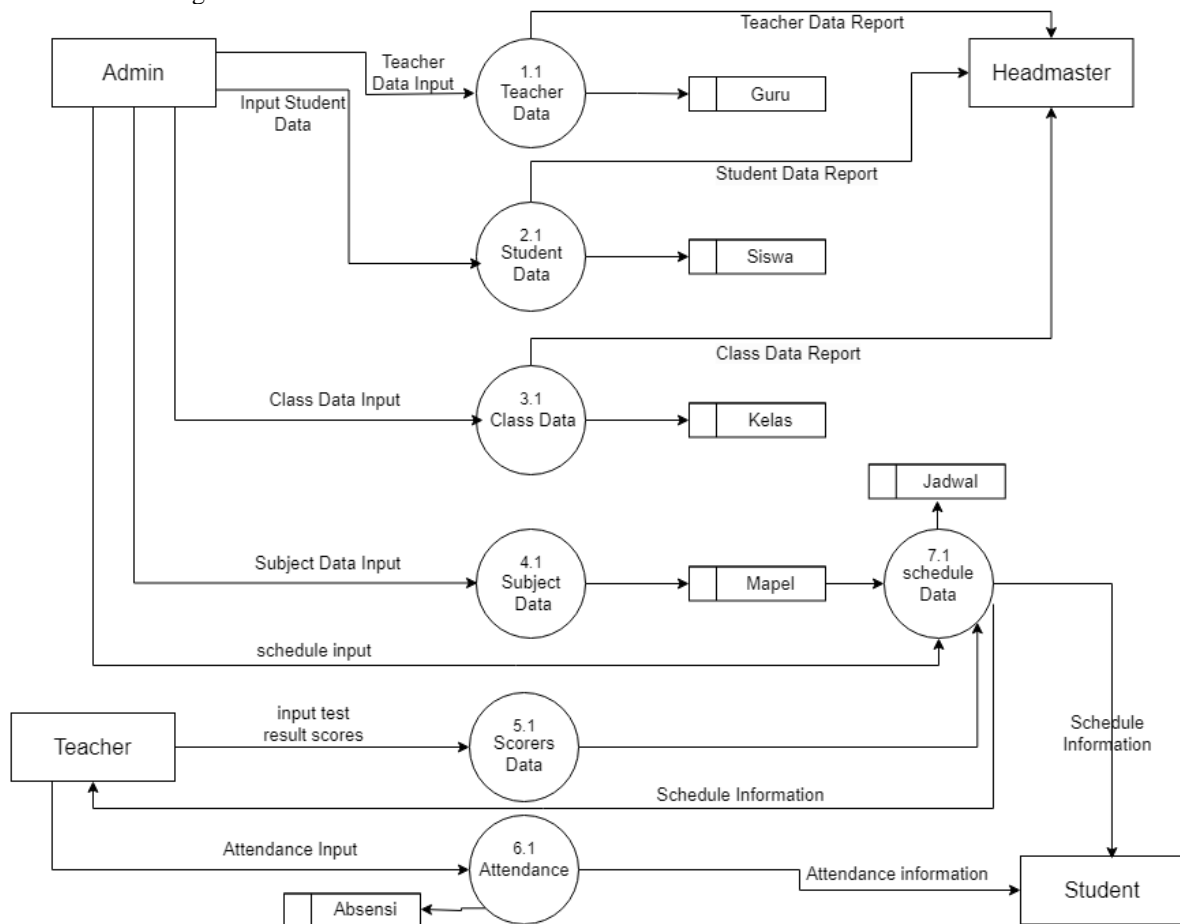 Teacher Data Report
Admin
Teacher
Data Input
1.1
Teacher
Data
Guru
Headmaster
Input Student
Data
Student Data Report
2.1
Student
Data
Siswa
Class Data Report
Class Data Input
3.1
Class Data
Kelas
Jadwal
Subject Data Input
4.1
Subject
Data
Mapel
7.1
schedule
Data
schedule input
Teacher
input test
result scores
5.1
Scorers
Data
Schedule
Information
Schedule Information
Attendance Input
6.1
Attendance
Attendance information
Student
Absensi